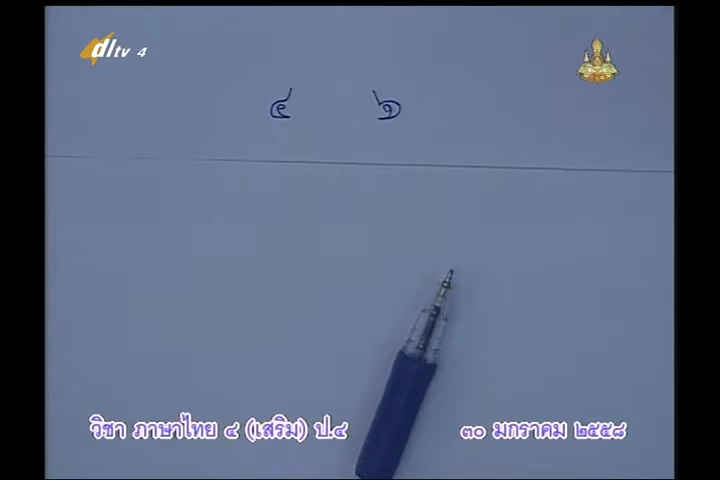 dltv 4
๔ ๒
วิชา ภาษาไทย ๔ (เสริม) ป.๔ ๓๐ มกราคม ๒๕๕๘